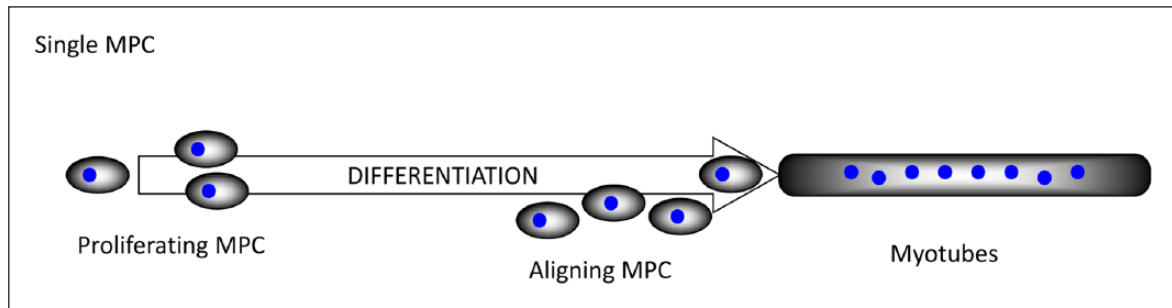 Single MPC
DIFFERENTIATION
Proliferating MPC
Aligning MPC
Myotubes